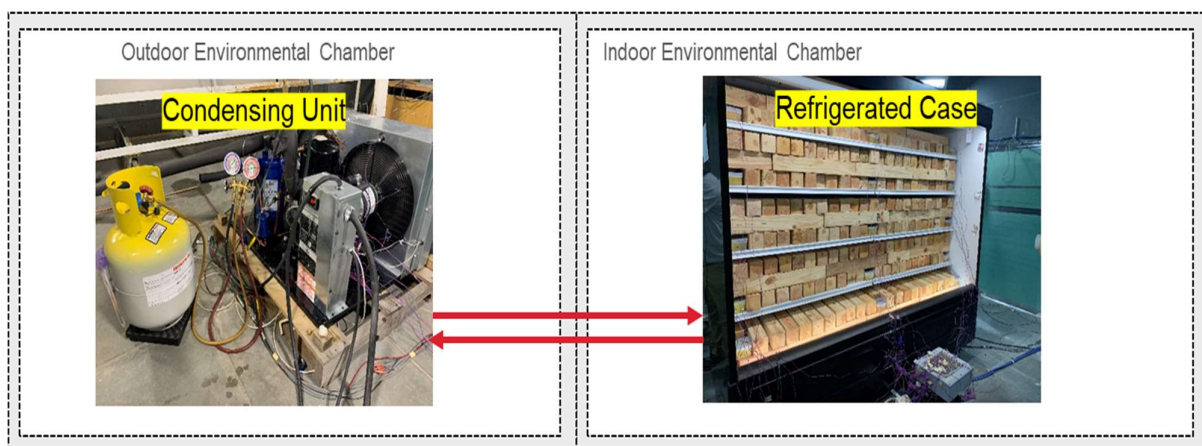 Outdoor Environmental Chamber
Condensing Unit
Indoor Environmental Chamber
Refrigerated Case